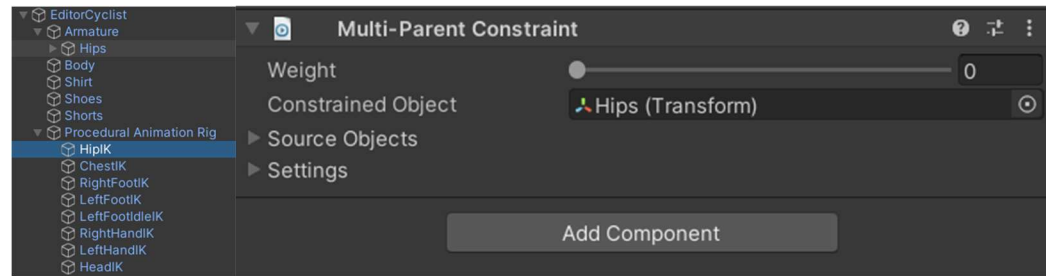 EditorCyclist
Armature
Hips
Body
Shirt
Shoes
Shorts
Procedural Animation Rig
HipIK
ChestIK
RightFootIK
LeftFootIK
LeftFootIdleIK
RightHandIK
LeftHandIK
HeadIK
Multi-Parent Constraint
Weight 0
Constrained Object Hips (Transform)
Source Objects
Settings
Add Component